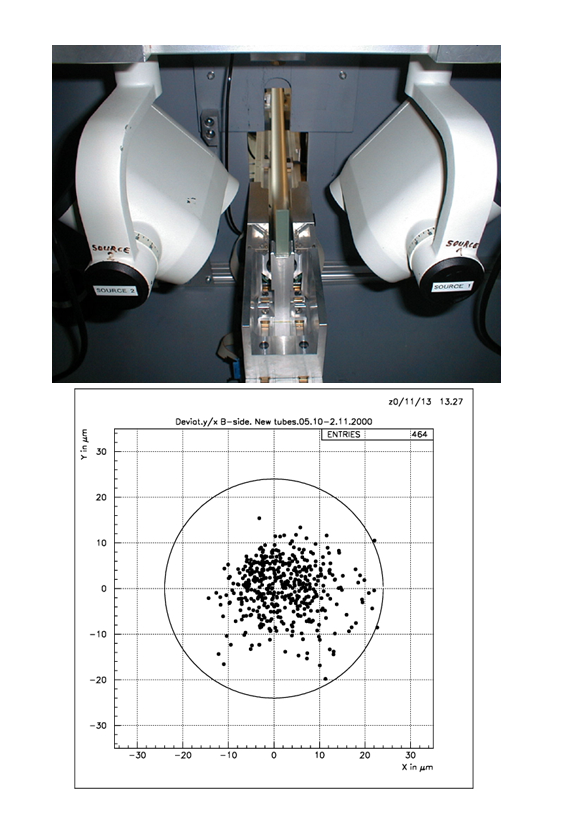 SOURCE
2
SOURCE 2
SOURCE
1
SOURCE 1
z0/11/13 13.27
Deviat.y/x B-side. New tubes.05.10-2.11.2000
ENTRIES 464
Y in μm
30
20
10
0
-10
-20
-30
-30 -20 -10 0 10 20 30
X in μm